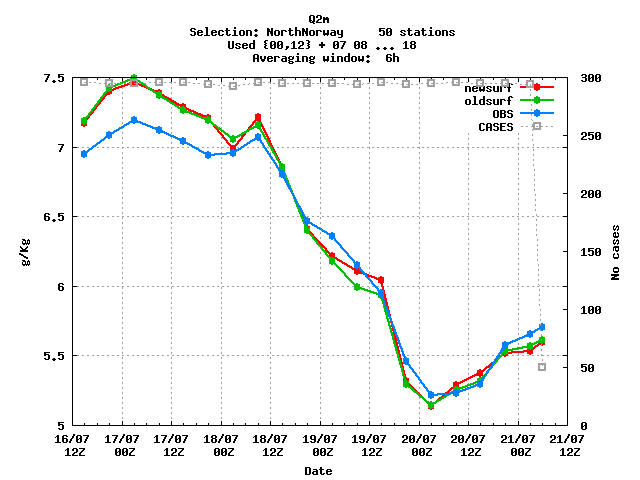 Q2m
Selection: NorthNorway 50 stations
Used {00,12} + 07 08 ... 18
Averaging window: 6h
newsurf
oldsurf
OBS
CASES
7.5
7
6.5
6
5.5
5
g/Kg
300
250
200
150
100
50
0
No cases
16/07 17/07 17/07 18/07 18/07 19/07 19/07 20/07 20/07 21/07 21/07
12Z 00Z 12Z 00Z 12Z 00Z 12Z 00Z 12Z 00Z 12Z
Date